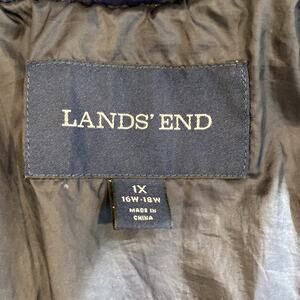 LANDS' END
1X
16W-18W
MADE IN
CHINA